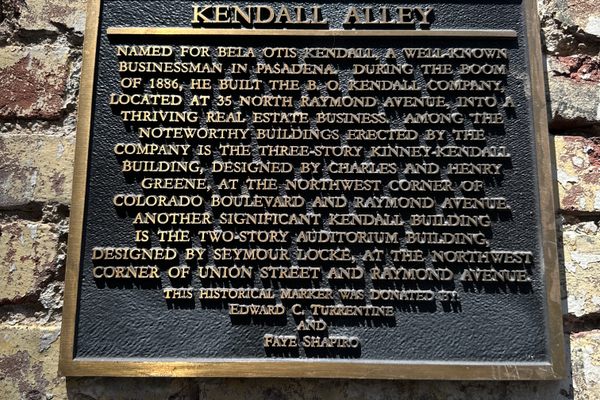 KENDALL ALLEY
NAMED FOR BELA OTIS KENDALL, A WELL-KNOWN
BUSINESSMAN IN PASADENA. DURING THE BOOM
OF 1886, HE BUILT THE B. O. KENDALL COMPANY,
LOCATED AT 35 NORTH RAYMOND AVENUE, INTO A
THRIVING REAL ESTATE BUSINESS. AMONG THE
NOTEWORTHY BUILDINGS ERECTED BY THE
COMPANY IS THE THREE-STORY KINNEY-KENDALL
BUILDING, DESIGNED BY CHARLES AND HENRY
GREENE, AT THE NORTHWEST CORNER OF
COLORADO BOULEVARD AND RAYMOND AVENUE.
ANOTHER SIGNIFICANT KENDALL BUILDING
IS THE TWO-STORY AUDITORIUM BUILDING,
DESIGNED BY SEYMOUR LOCKE, AT THE NORTHWEST
CORNER OF UNION STREET AND RAYMOND AVENUE.
THIS HISTORICAL MARKER WAS DONATED BY:
EDWARD C. TURRENTINE
AND
FAYE SHAPIRO